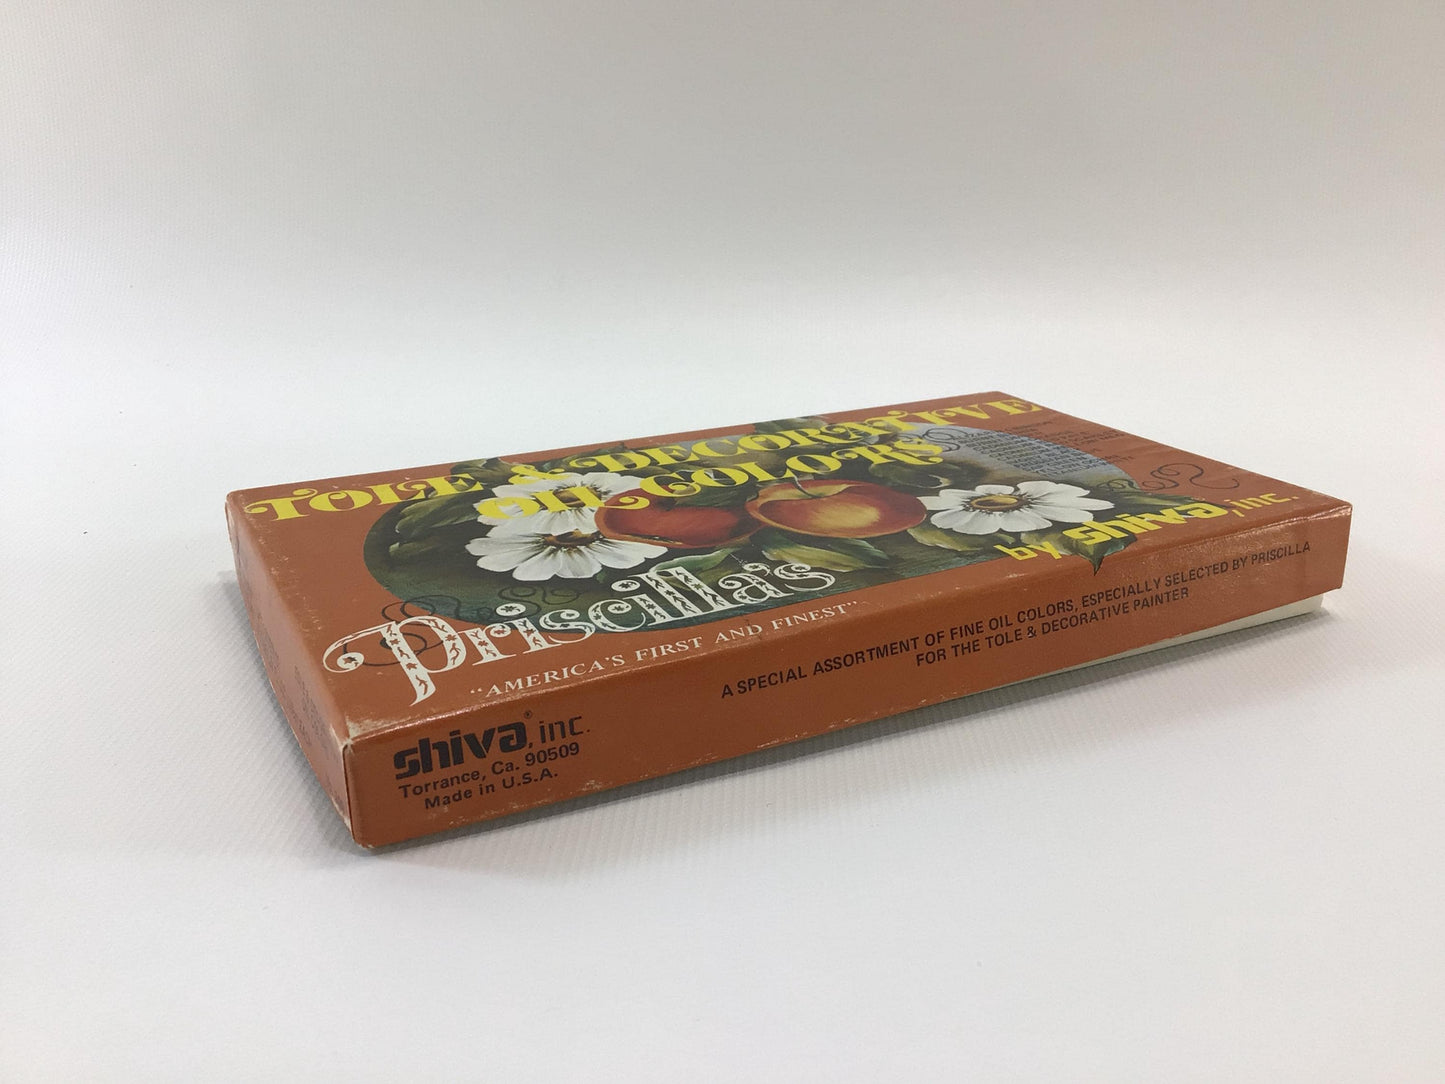 TOLE & DECORATIVE
OIL COLORS
by shiva, inc.
Priscilla's
"AMERICA'S FIRST AND FINEST"
shiva®, inc.
Torrance, Ca. 90509
Made in U.S.A.
A SPECIAL ASSORTMENT OF FINE OIL COLORS, ESPECIALLY SELECTED BY PRISCILLA
FOR THE TOLE & DECORATIVE PAINTER